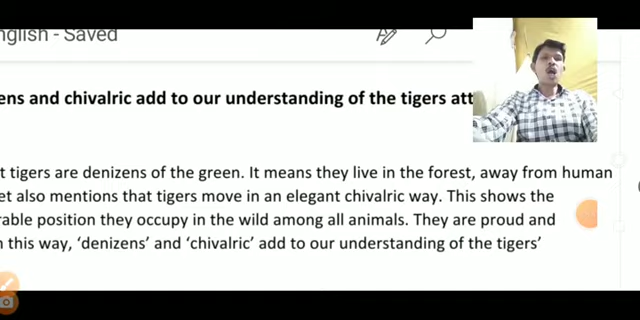 nglish - Saved
ens and chivalric add to our understanding of the tigers att
t tigers are denizens of the green. It means they live in the forest, away from human
et also mentions that tigers move in an elegant chivalric way. This shows the
rable position they occupy in the wild among all animals. They are proud and
n this way, ‘denizens’ and ‘chivalric’ add to our understanding of the tigers’